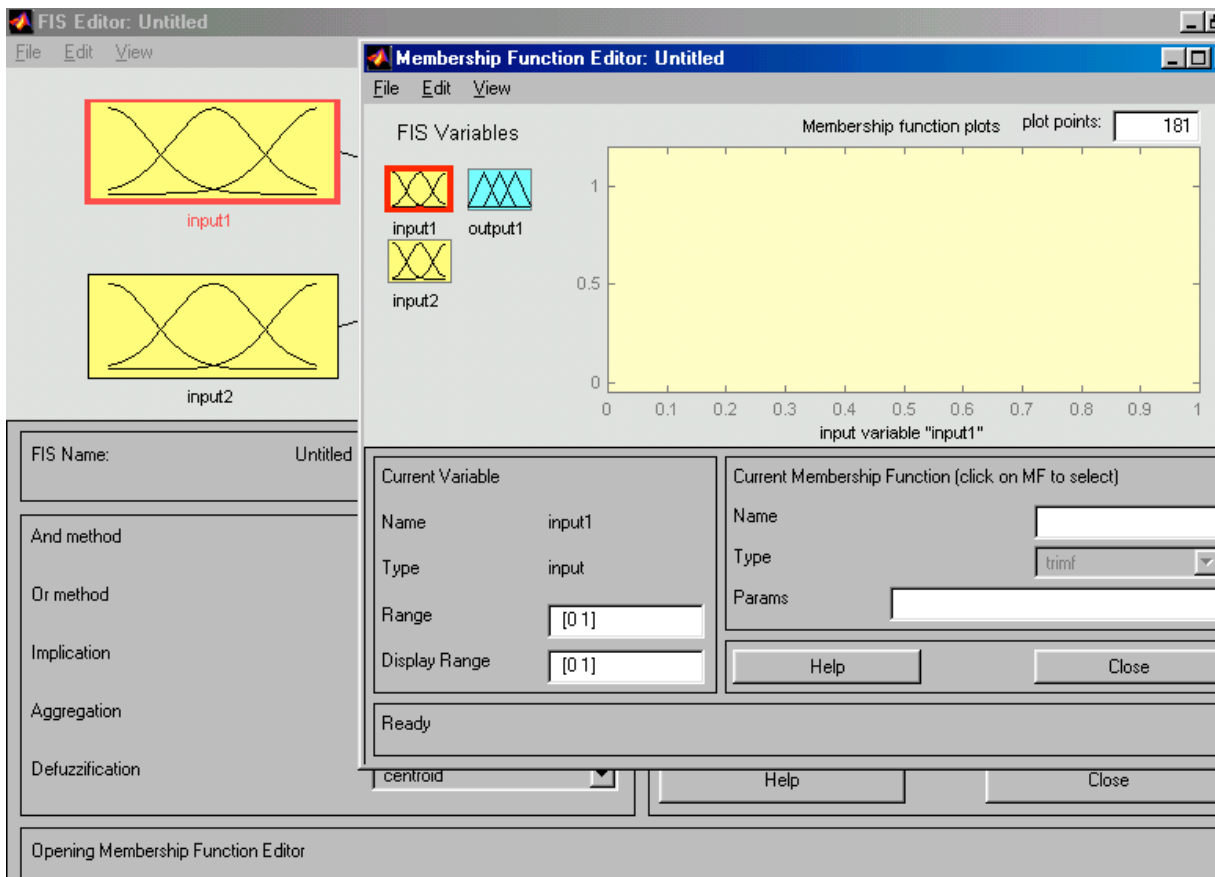 FIS Editor: Untitled
File Edit View
input1
input2
FIS Name: Untitled
And method
Or method
Implication
Aggregation
Defuzzification
centroid
Help Close
Opening Membership Function Editor
Membership Function Editor: Untitled
File Edit View
FIS Variables
input1 output1
input2
Membership function plots plot points: 181
1
0.5
0
0 0.1 0.2 0.3 0.4 0.5 0.6 0.7 0.8 0.9 1
input variable "input1"
Current Variable
Name input1
Type input
Range [0 1]
Display Range [0 1]
Current Membership Function (click on MF to select)
Name
Type trimf
Params
Help Close
Ready